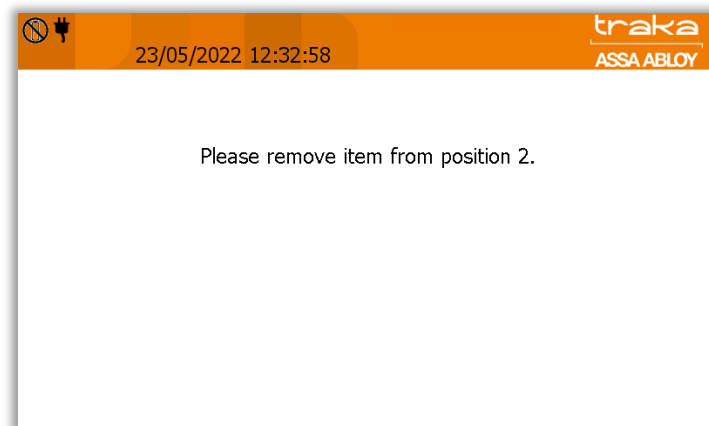 traka
23/05/2022 12:32:58
ASSA ABLOY
Please remove item from position 2.